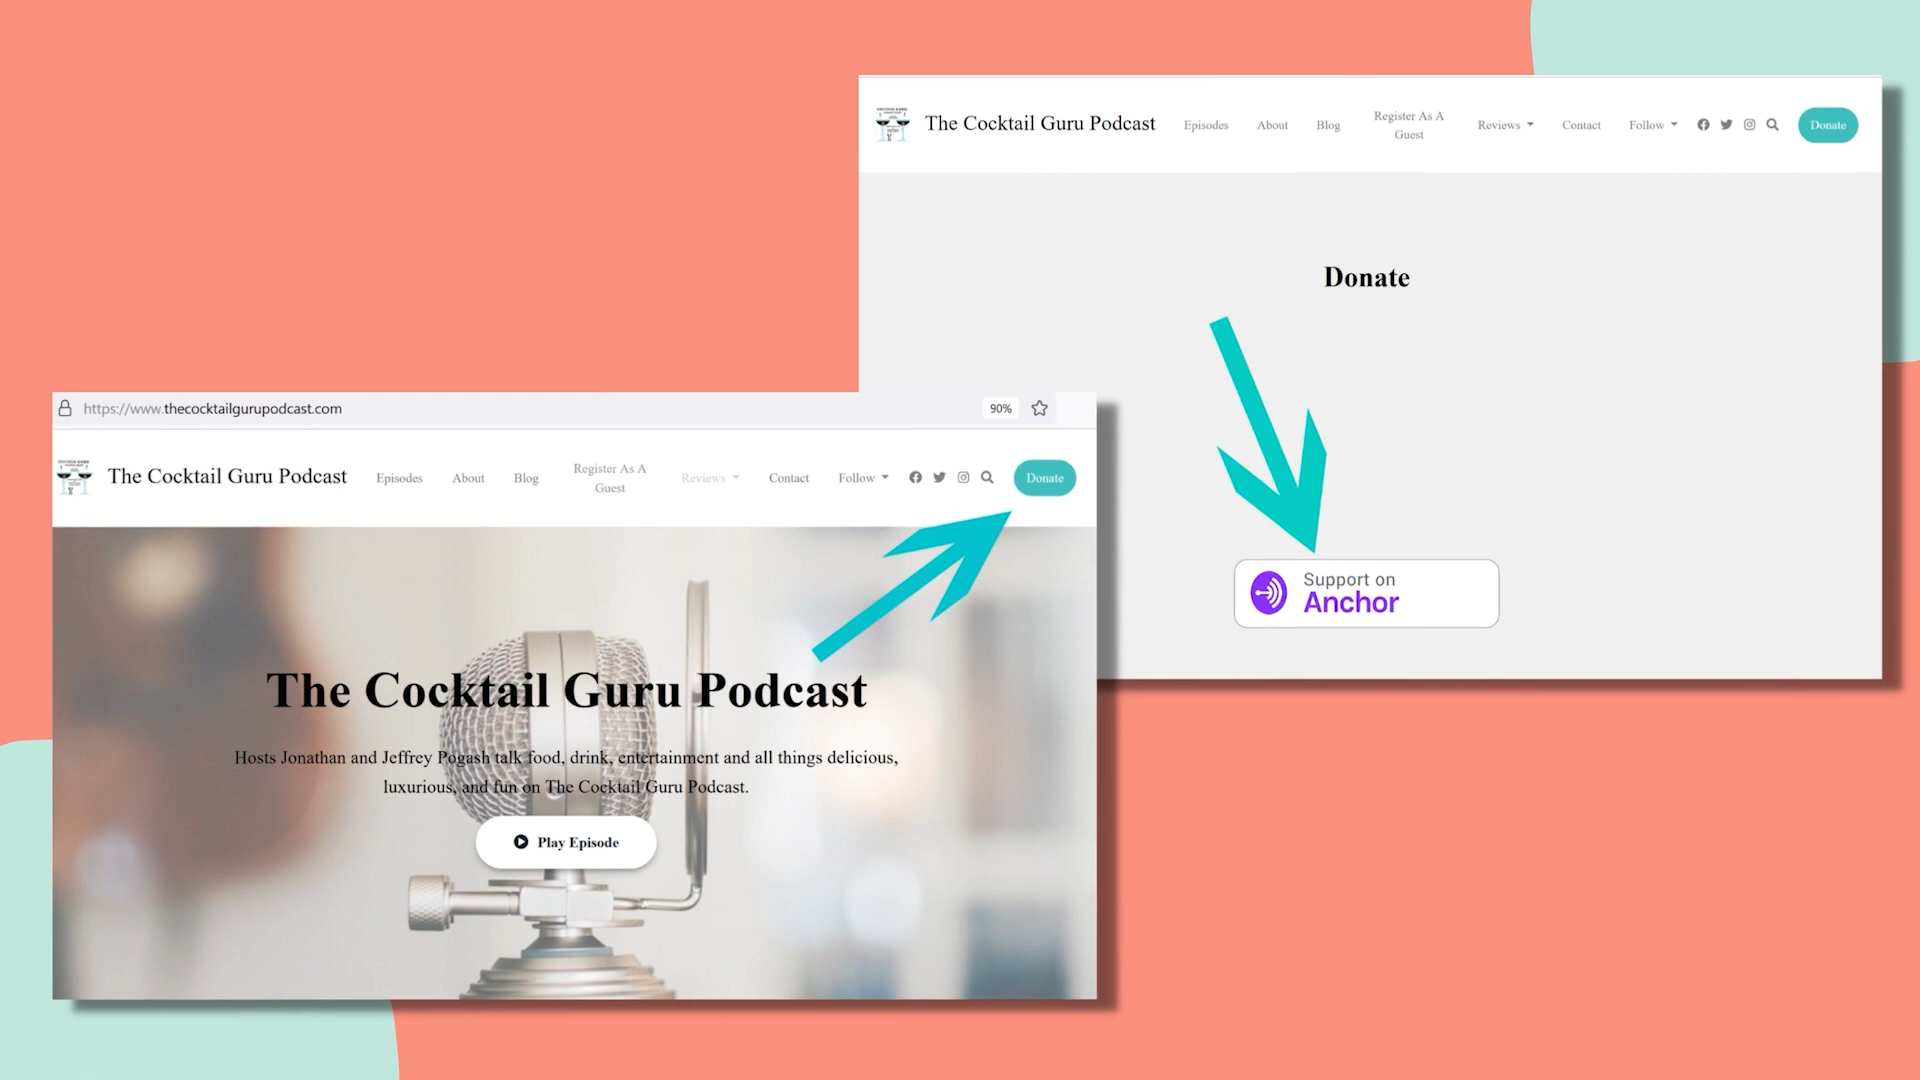 The Cocktail Guru Podcast
Episodes
About
Blog
Register As A
Guest
Reviews
Contact
Follow
Donate
Donate
Support on
Anchor
https://www.thecocktailgurupodcast.com
90%
The Cocktail Guru Podcast
Episodes
About
Blog
Register As A
Guest
Reviews
Contact
Follow
Donate
The Cocktail Guru Podcast
Hosts Jonathan and Jeffrey Pogash talk food, drink, entertainment and all things delicious,
luxurious, and fun on The Cocktail Guru Podcast.
Play Episode